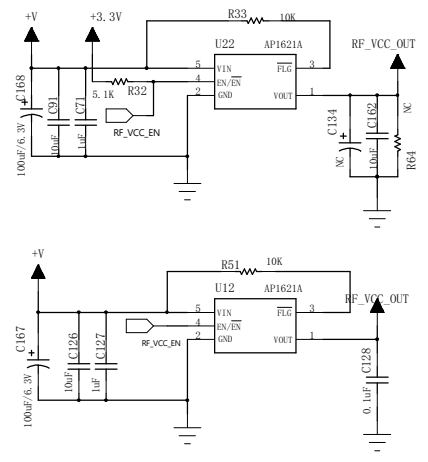 +V
+3.3V
R33
10K
U22
AP1621A
RF_VCC_OUT
5
VIN
FLG
3
C168
C91
C71
5.1K
R32
4
EN/EN
2
GND
VOUT
1
RF_VCC_EN
100uF/6.3V
10uF
1uF
C134
C162
NC
NC
10uF
R64
+V
R51
10K
U12
AP1621A
RF_VCC_OUT
5
VIN
FLG
3
4
EN/EN
2
GND
VOUT
1
RF_VCC_EN
C167
C126
C127
C128
100uF/6.3V
10uF
1uF
0.1uF